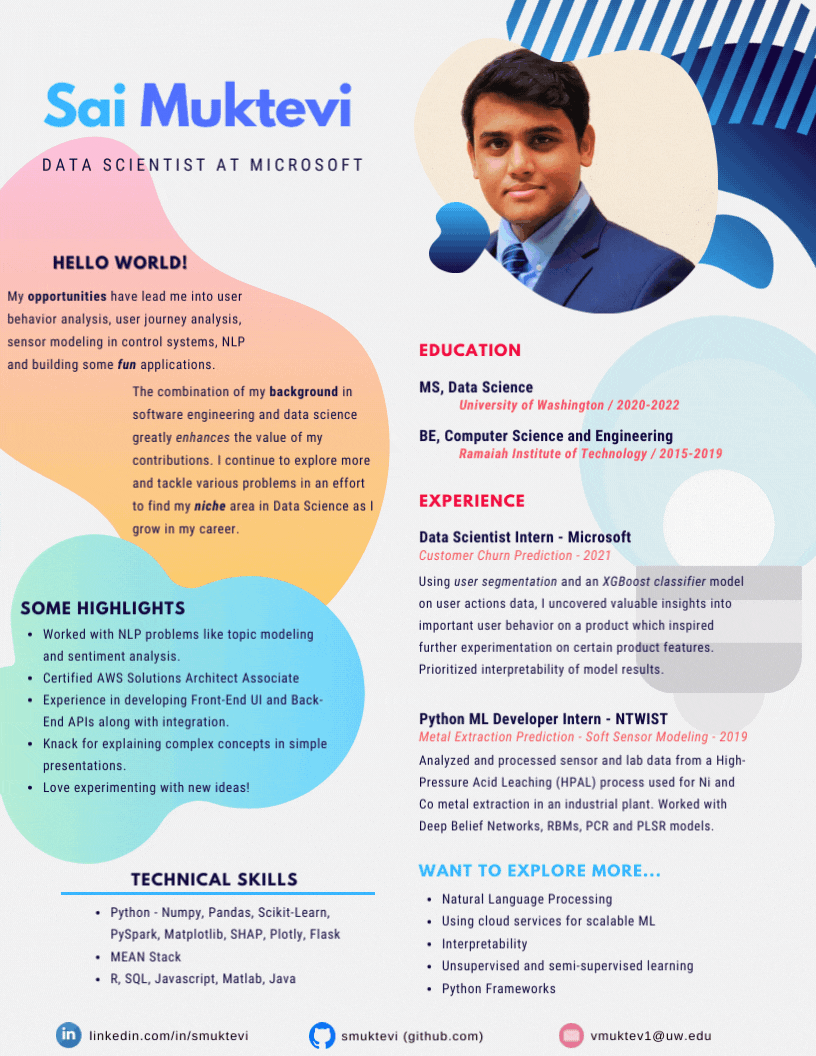 Sai Muktevi
DATA SCIENTIST AT MICROSOFT
HELLO WORLD!
My opportunities have lead me into user
behavior analysis, user journey analysis,
sensor modeling in control systems, NLP
and building some fun applications.
The combination of my background in
software engineering and data science
greatly enhances the value of my
contributions. I continue to explore more
and tackle various problems in an effort
to find my niche area in Data Science as I
grow in my career.
SOME HIGHLIGHTS
• Worked with NLP problems like topic modeling
and sentiment analysis.
• Certified AWS Solutions Architect Associate
• Experience in developing Front-End UI and Back-
End APIs along with integration.
• Knack for explaining complex concepts in simple
presentations.
• Love experimenting with new ideas!
TECHNICAL SKILLS
• Python - Numpy, Pandas, Scikit-Learn,
PySpark, Matplotlib, SHAP, Plotly, Flask
• MEAN Stack
• R, SQL, Javascript, Matlab, Java
EDUCATION
MS, Data Science
University of Washington / 2020-2022
BE, Computer Science and Engineering
Ramaiah Institute of Technology / 2015-2019
EXPERIENCE
Data Scientist Intern - Microsoft
Customer Churn Prediction - 2021
Using user segmentation and an XGBoost classifier model
on user actions data, I uncovered valuable insights into
important user behavior on a product which inspired
further experimentation on certain product features.
Prioritized interpretability of model results.
Python ML Developer Intern - NTWIST
Metal Extraction Prediction - Soft Sensor Modeling - 2019
Analyzed and processed sensor and lab data from a High-
Pressure Acid Leaching (HPAL) process used for Ni and
Co metal extraction in an industrial plant. Worked with
Deep Belief Networks, RBMs, PCR and PLSR models.
WANT TO EXPLORE MORE...
• Natural Language Processing
• Using cloud services for scalable ML
• Interpretability
• Unsupervised and semi-supervised learning
• Python Frameworks
in linkedin.com/in/smuktevi
smuktevi (github.com)
vmuktev1@uw.edu